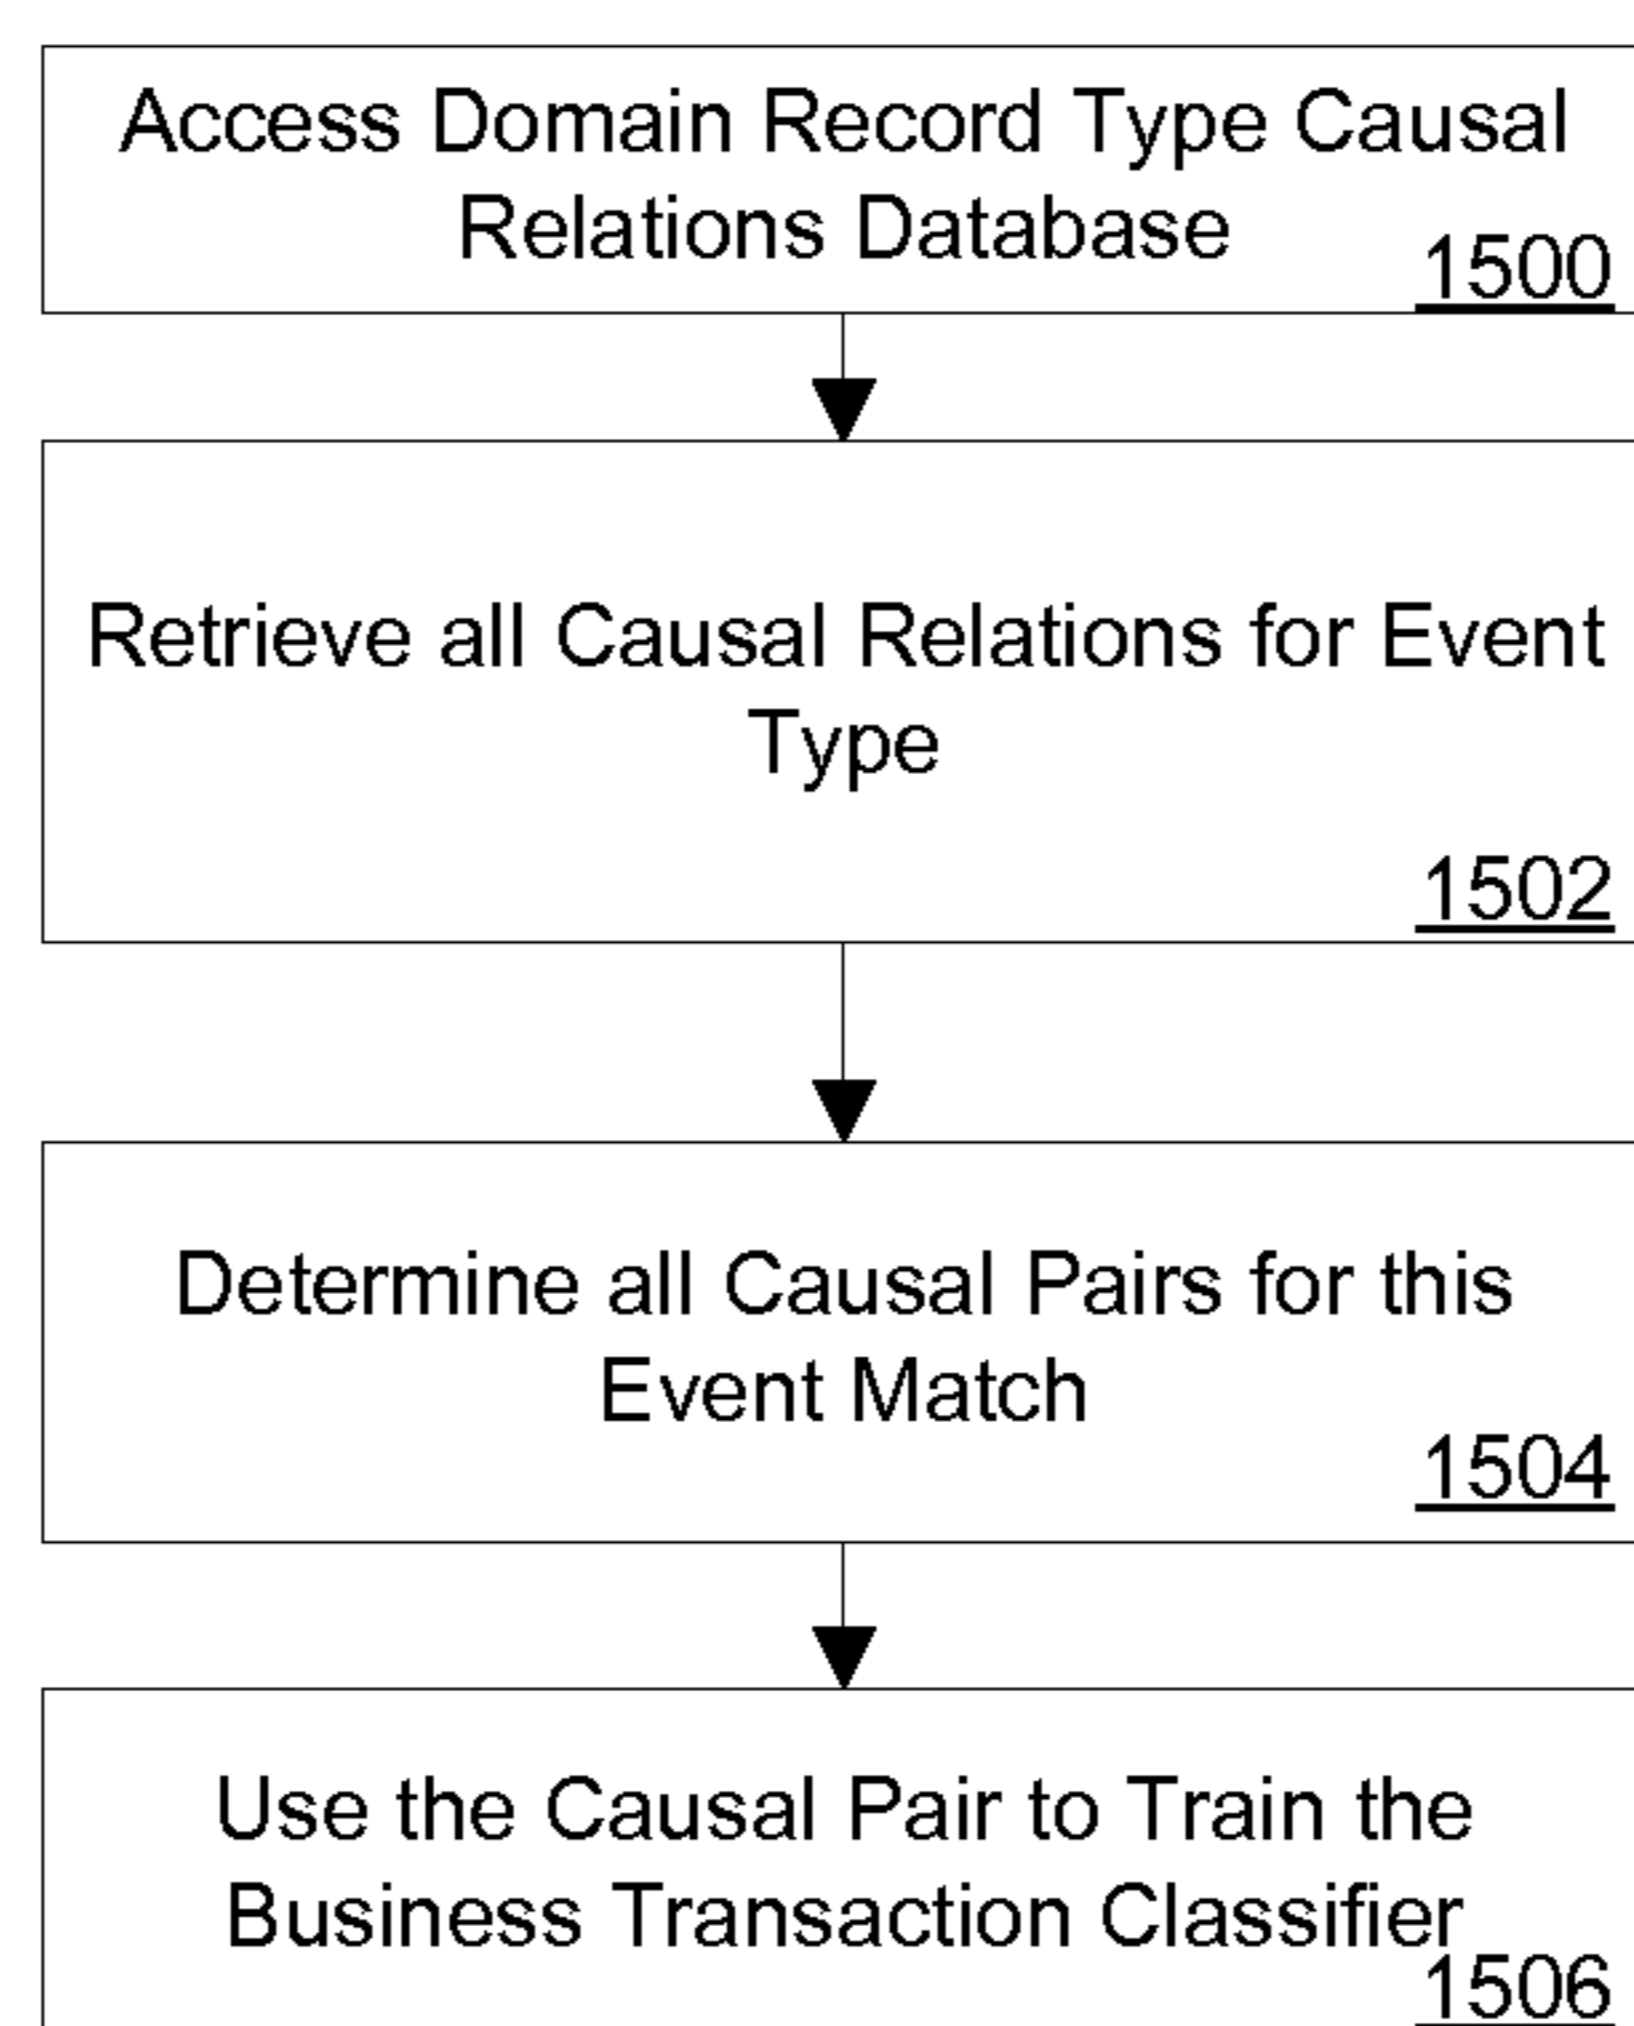 Access Domain Record Type Causal
Relations Database
1500
Retrieve all Causal Relations for Event
Type
1502
Determine all Causal Pairs for this
Event Match
1504
Use the Causal Pair to Train the
Business Transaction Classifier
1506